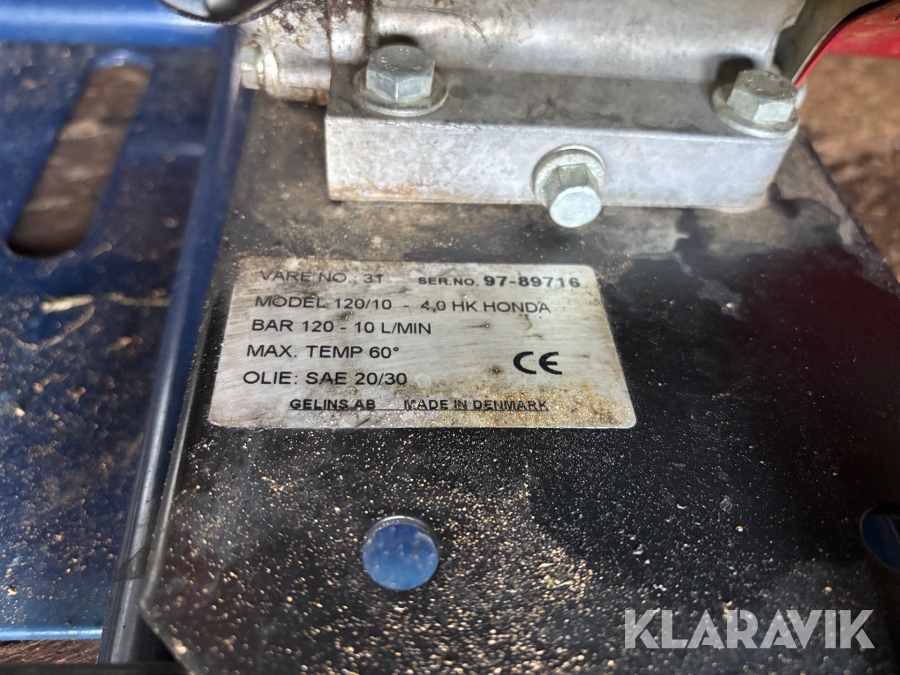 VARE NO.: 31 SER.NO. 97-89716
MODEL 120/10 - 4,0 HK HONDA
BAR 120 - 10 L/MIN
MAX. TEMP 60°
CE
OLIE: SAE 20/30
GELINS AB MADE IN DENMARK
KLARAVIK